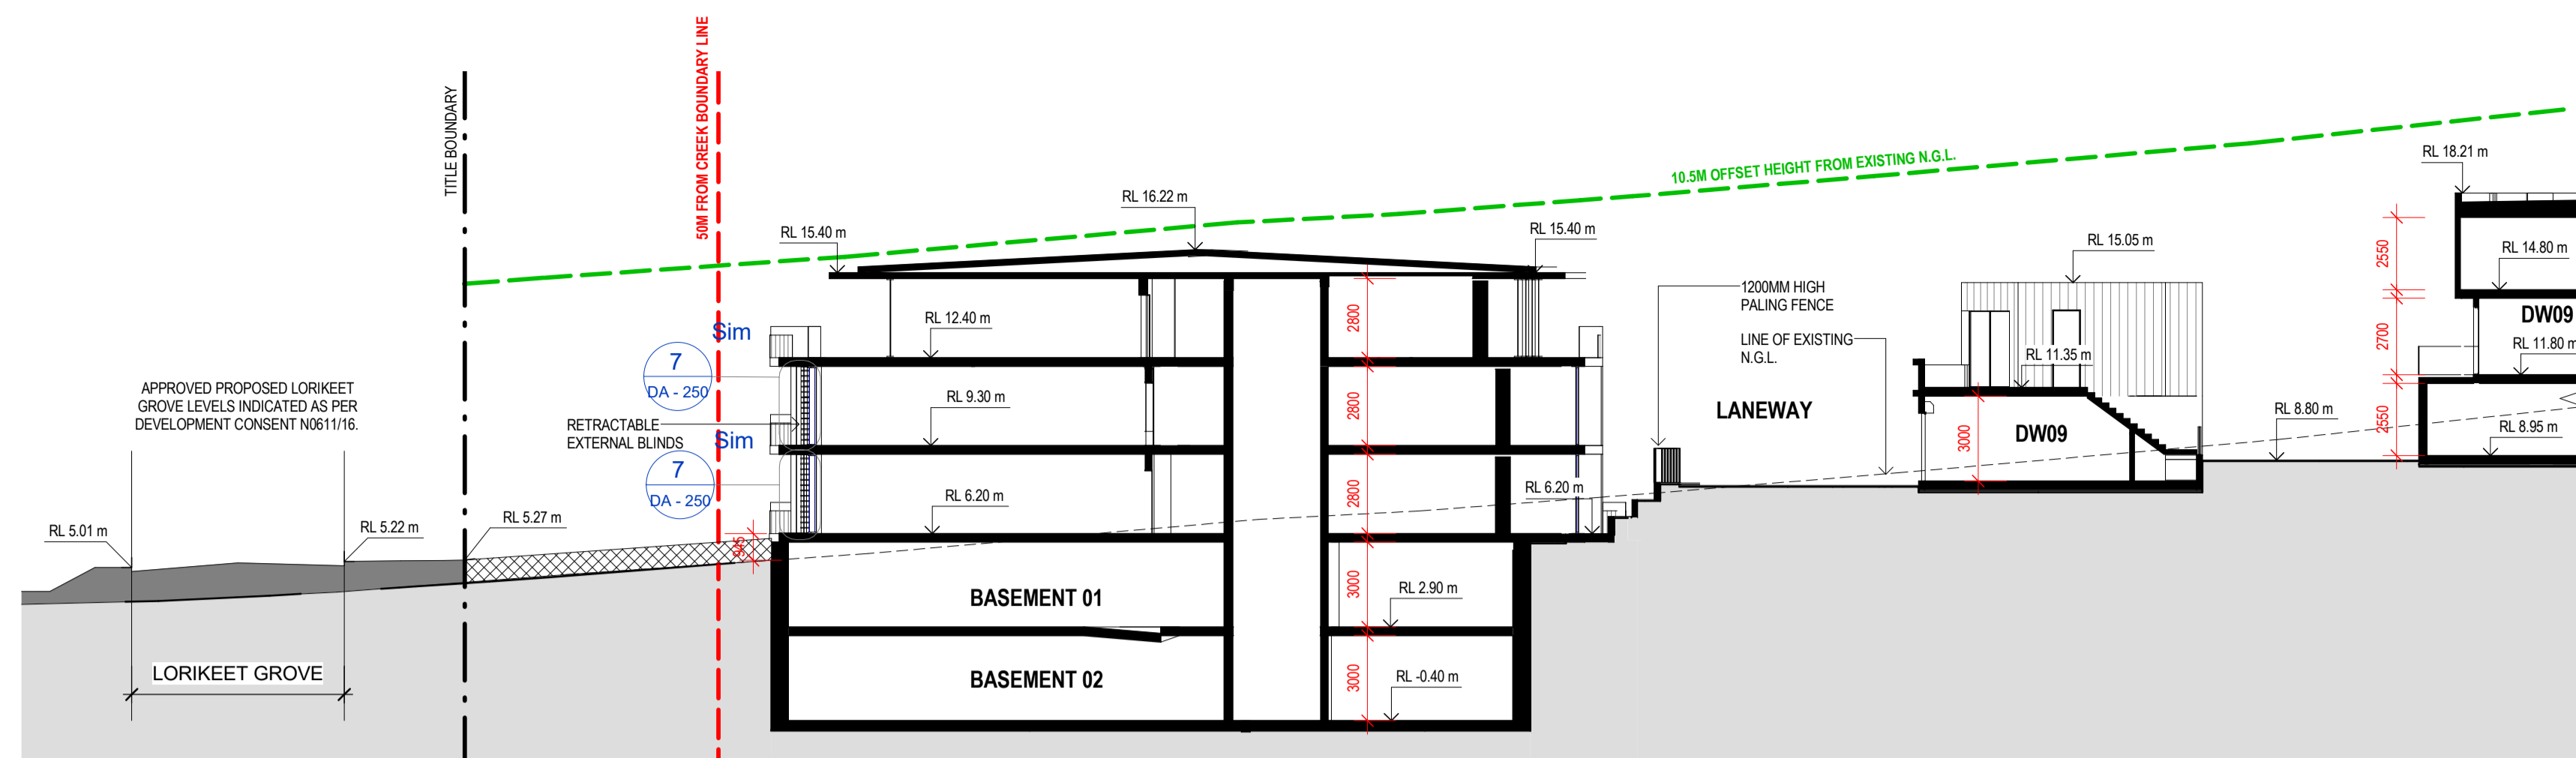 TITLE BOUNDARY
50M FROM CREEK BOUNDARY LINE
10.5M OFFSET HEIGHT FROM EXISTING N.G.L.
RL 18.21 m
RL 16.22 m
RL 15.40 m
RL 15.40 m
RL 15.05 m
2550
RL 14.80 m
1200MM HIGH
PALING FENCE
LINE OF EXISTING
N.G.L.
RL 12.40 m
2800
Sim
7
DA - 250
2700
DW09
RL 11.80 m
RL 11.35 m
APPROVED PROPOSED LORIKEET
GROVE LEVELS INDICATED AS PER
DEVELOPMENT CONSENT N0611/16.
RL 9.30 m
2800
LANEWAY
RETRACTABLE
EXTERNAL BLINDS
Sim
7
DA - 250
3000
DW09
RL 8.80 m
2550
RL 8.95 m
RL 6.20 m
2800
RL 6.20 m
RL 5.01 m
RL 5.22 m
RL 5.27 m
945
BASEMENT 01
3000
RL 2.90 m
LORIKEET GROVE
BASEMENT 02
3000
RL -0.40 m